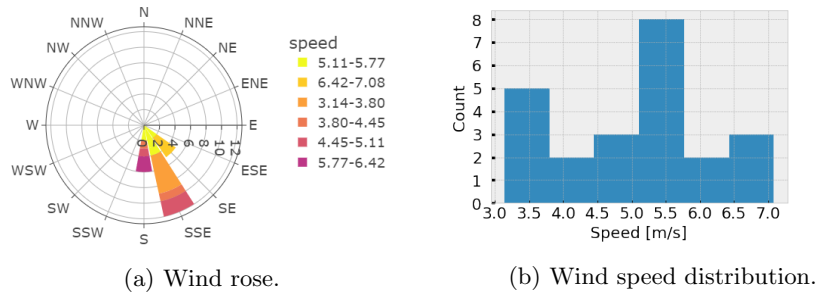 N
NNW
NNE
NW
NE
WNW
ENE
W
E
WSW
ESE
SW
SE
SSW
SSE
S
0 2 4 6 8 10 12
speed
5.11-5.77
6.42-7.08
3.14-3.80
3.80-4.45
4.45-5.11
5.77-6.42
(a) Wind rose.
8
7
6
5
4
3
2
1
0
Count
3.0 3.5 4.0 4.5 5.0 5.5 6.0 6.5 7.0
Speed [m/s]
(b) Wind speed distribution.